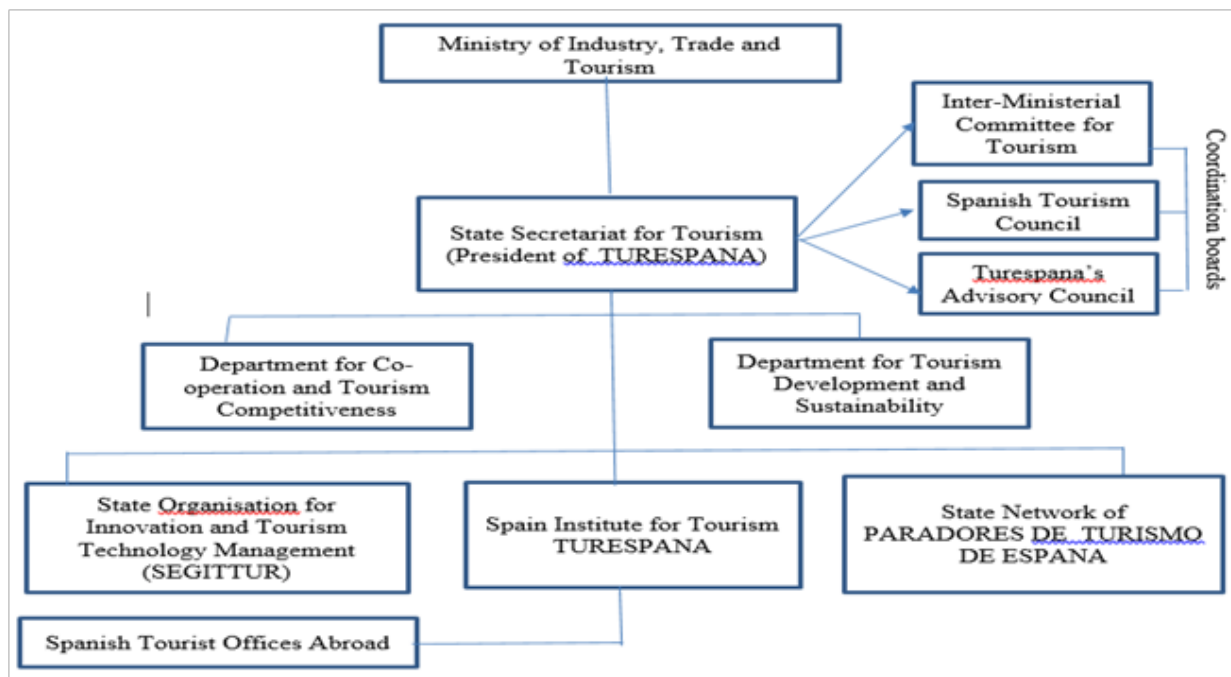 Ministry of Industry, Trade and
Tourism
Inter-Ministerial
Committee for
Tourism
Coordination boards
Spanish Tourism
Council
State Secretariat for Tourism
(President of TURESPANA)
Turespana's
Advisory Council
Department for Co-
operation and Tourism
Competitiveness
Department for Tourism
Development and
Sustainability
State Organisation for
Innovation and Tourism
Technology Management
(SEGITTUR)
Spain Institute for Tourism
TURESPANA
State Network of
PARADORES DE TURISMO
DE ESPANA
Spanish Tourist Offices Abroad